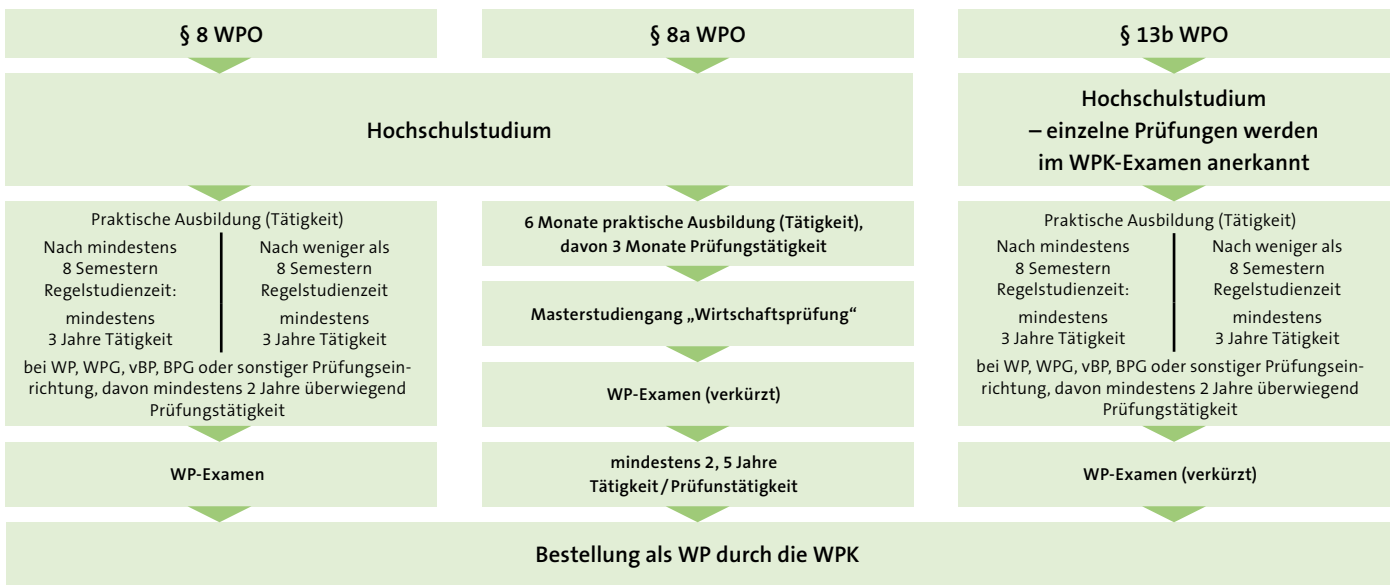 § 8 WPO
§ 8a WPO
§ 13b WPO
Hochschulstudium
Hochschulstudium
– einzelne Prüfungen werden
im WPK-Examen anerkannt
Praktische Ausbildung (Tätigkeit)
Nach mindestens
8 Semestern
Regelstudienzeit:
mindestens
3 Jahre Tätigkeit
Nach weniger als
8 Semestern
Regelstudienzeit
mindestens
3 Jahre Tätigkeit
bei WP, WPG, vBP, BPG oder sonstiger Prüfungsein-
richtung, davon mindestens 2 Jahre überwiegend
Prüfungstätigkeit
WP-Examen
6 Monate praktische Ausbildung (Tätigkeit),
davon 3 Monate Prüfungstätigkeit
Masterstudiengang „Wirtschaftsprüfung“
WP-Examen (verkürzt)
mindestens 2, 5 Jahre
Tätigkeit / Prüfunstätigkeit
Praktische Ausbildung (Tätigkeit)
Nach mindestens
8 Semestern
Regelstudienzeit:
mindestens
3 Jahre Tätigkeit
Nach weniger als
8 Semestern
Regelstudienzeit
mindestens
3 Jahre Tätigkeit
bei WP, WPG, vBP, BPG oder sonstiger Prüfungsein-
richtung, davon mindestens 2 Jahre überwiegend
Prüfungstätigkeit
WP-Examen (verkürzt)
Bestellung als WP durch die WPK